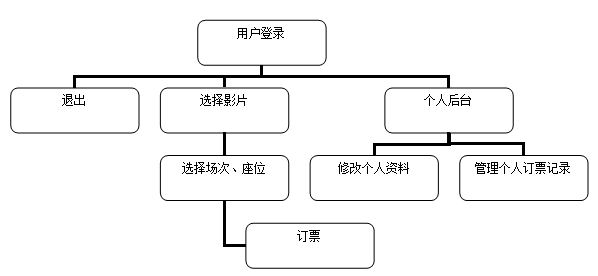 用户登录
退出
选择影片
个人后台
选择场次、座位
修改个人资料
管理个人订票记录
订票